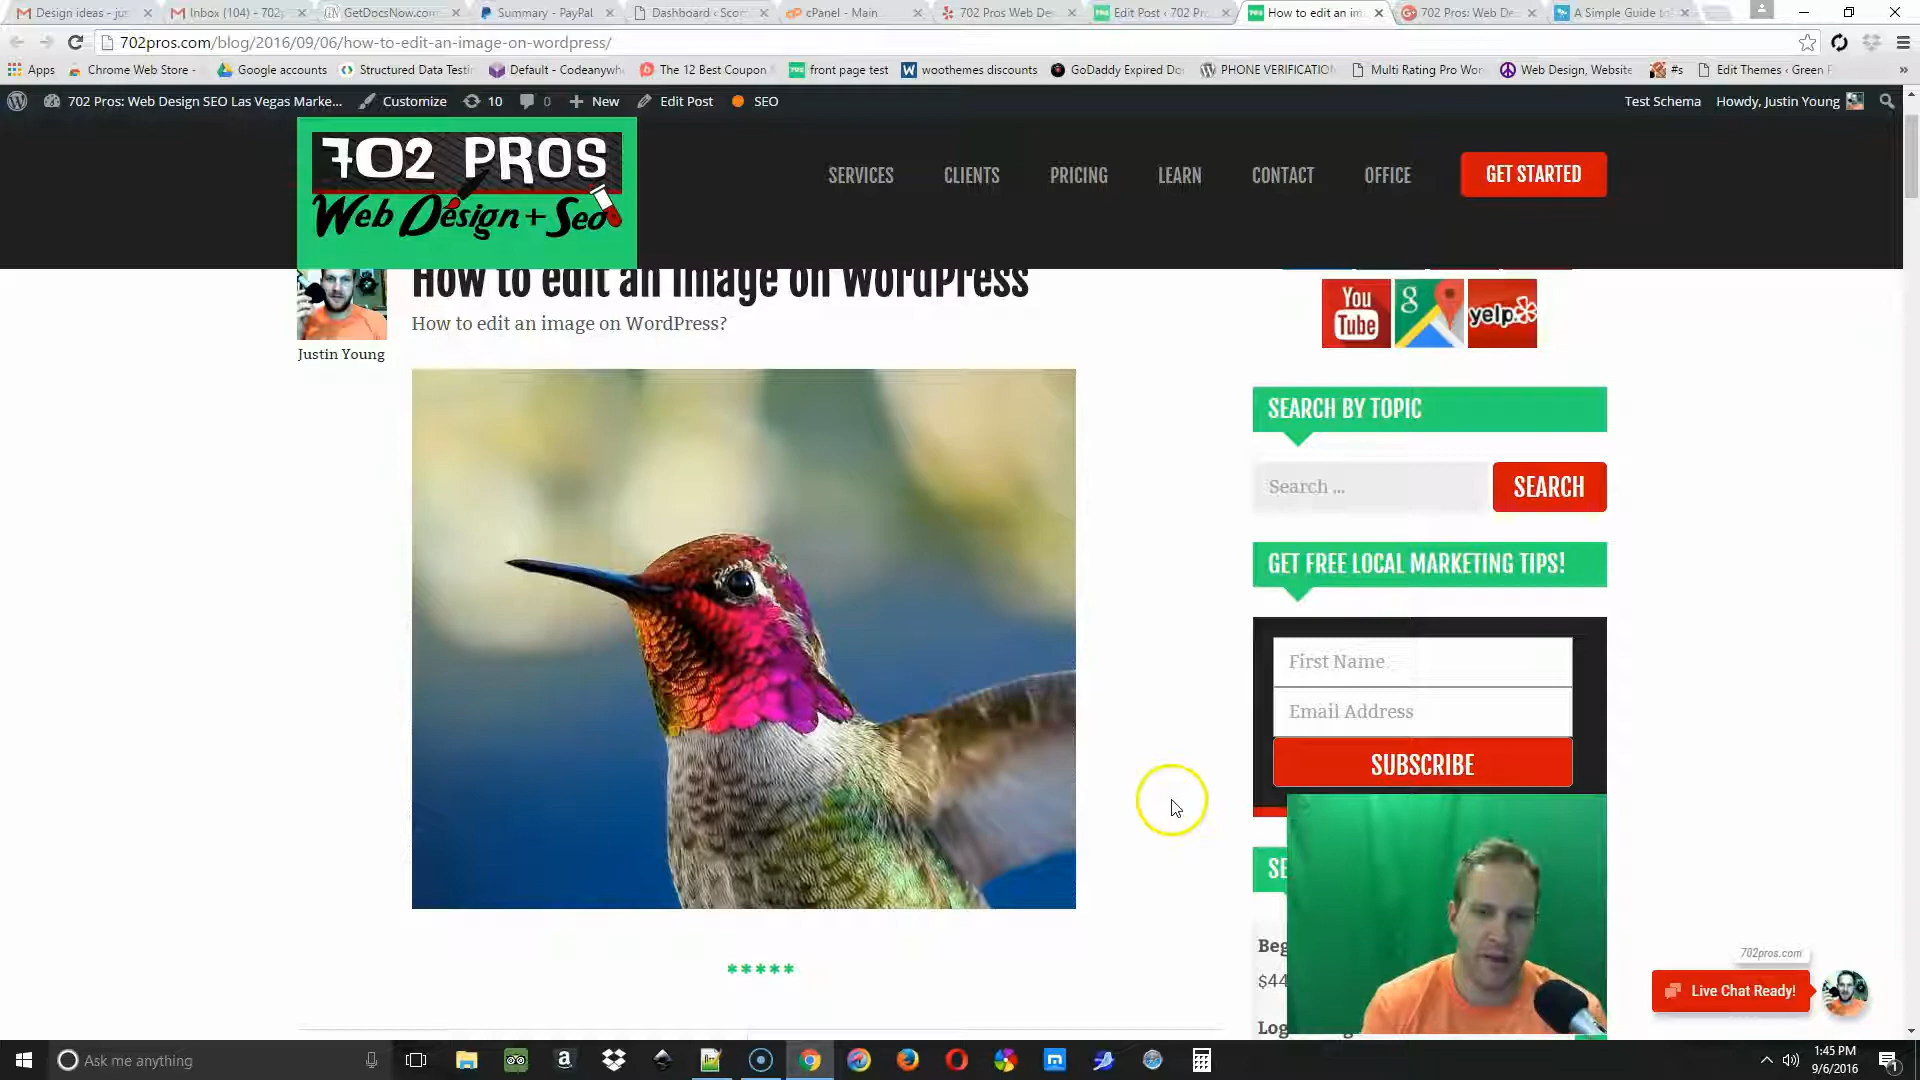 Design ideas - jus
Inbox (104) - 702
GetDocsNow.com
Summary - PayPal
Dashboard ‹ Scor
cPanel - Main
702 Pros Web De
Edit Post ‹ 702 Pr
How to edit an im
702 Pros: Web De
A Simple Guide to
702pros.com/blog/2016/09/06/how-to-edit-an-image-on-wordpress/
Apps
Chrome Web Store -
Google accounts
Structured Data Testi
Default - Codeanywh
The 12 Best Coupon
front page test
woothemes discounts
GoDaddy Expired Do
PHONE VERIFICATIO
Multi Rating Pro Wor
Web Design, Website
#s
Edit Themes ‹ Green
702 Pros: Web Design SEO Las Vegas Marke...
Customize
10
0
New
Edit Post
SEO
Test Schema
Howdy, Justin Young
702 PROS
Web Design + Seo
SERVICES
CLIENTS
PRICING
LEARN
CONTACT
OFFICE
GET STARTED
How to edit an image on WordPress
How to edit an image on WordPress?
Justin Young
You
Tube
g
yelp
SEARCH BY TOPIC
Search ...
SEARCH
GET FREE LOCAL MARKETING TIPS!
First Name
Email Address
SUBSCRIBE
SE
Beg
$44
*****
702pros.com
Live Chat Ready!
Ask me anything
1:45 PM
9/6/2016